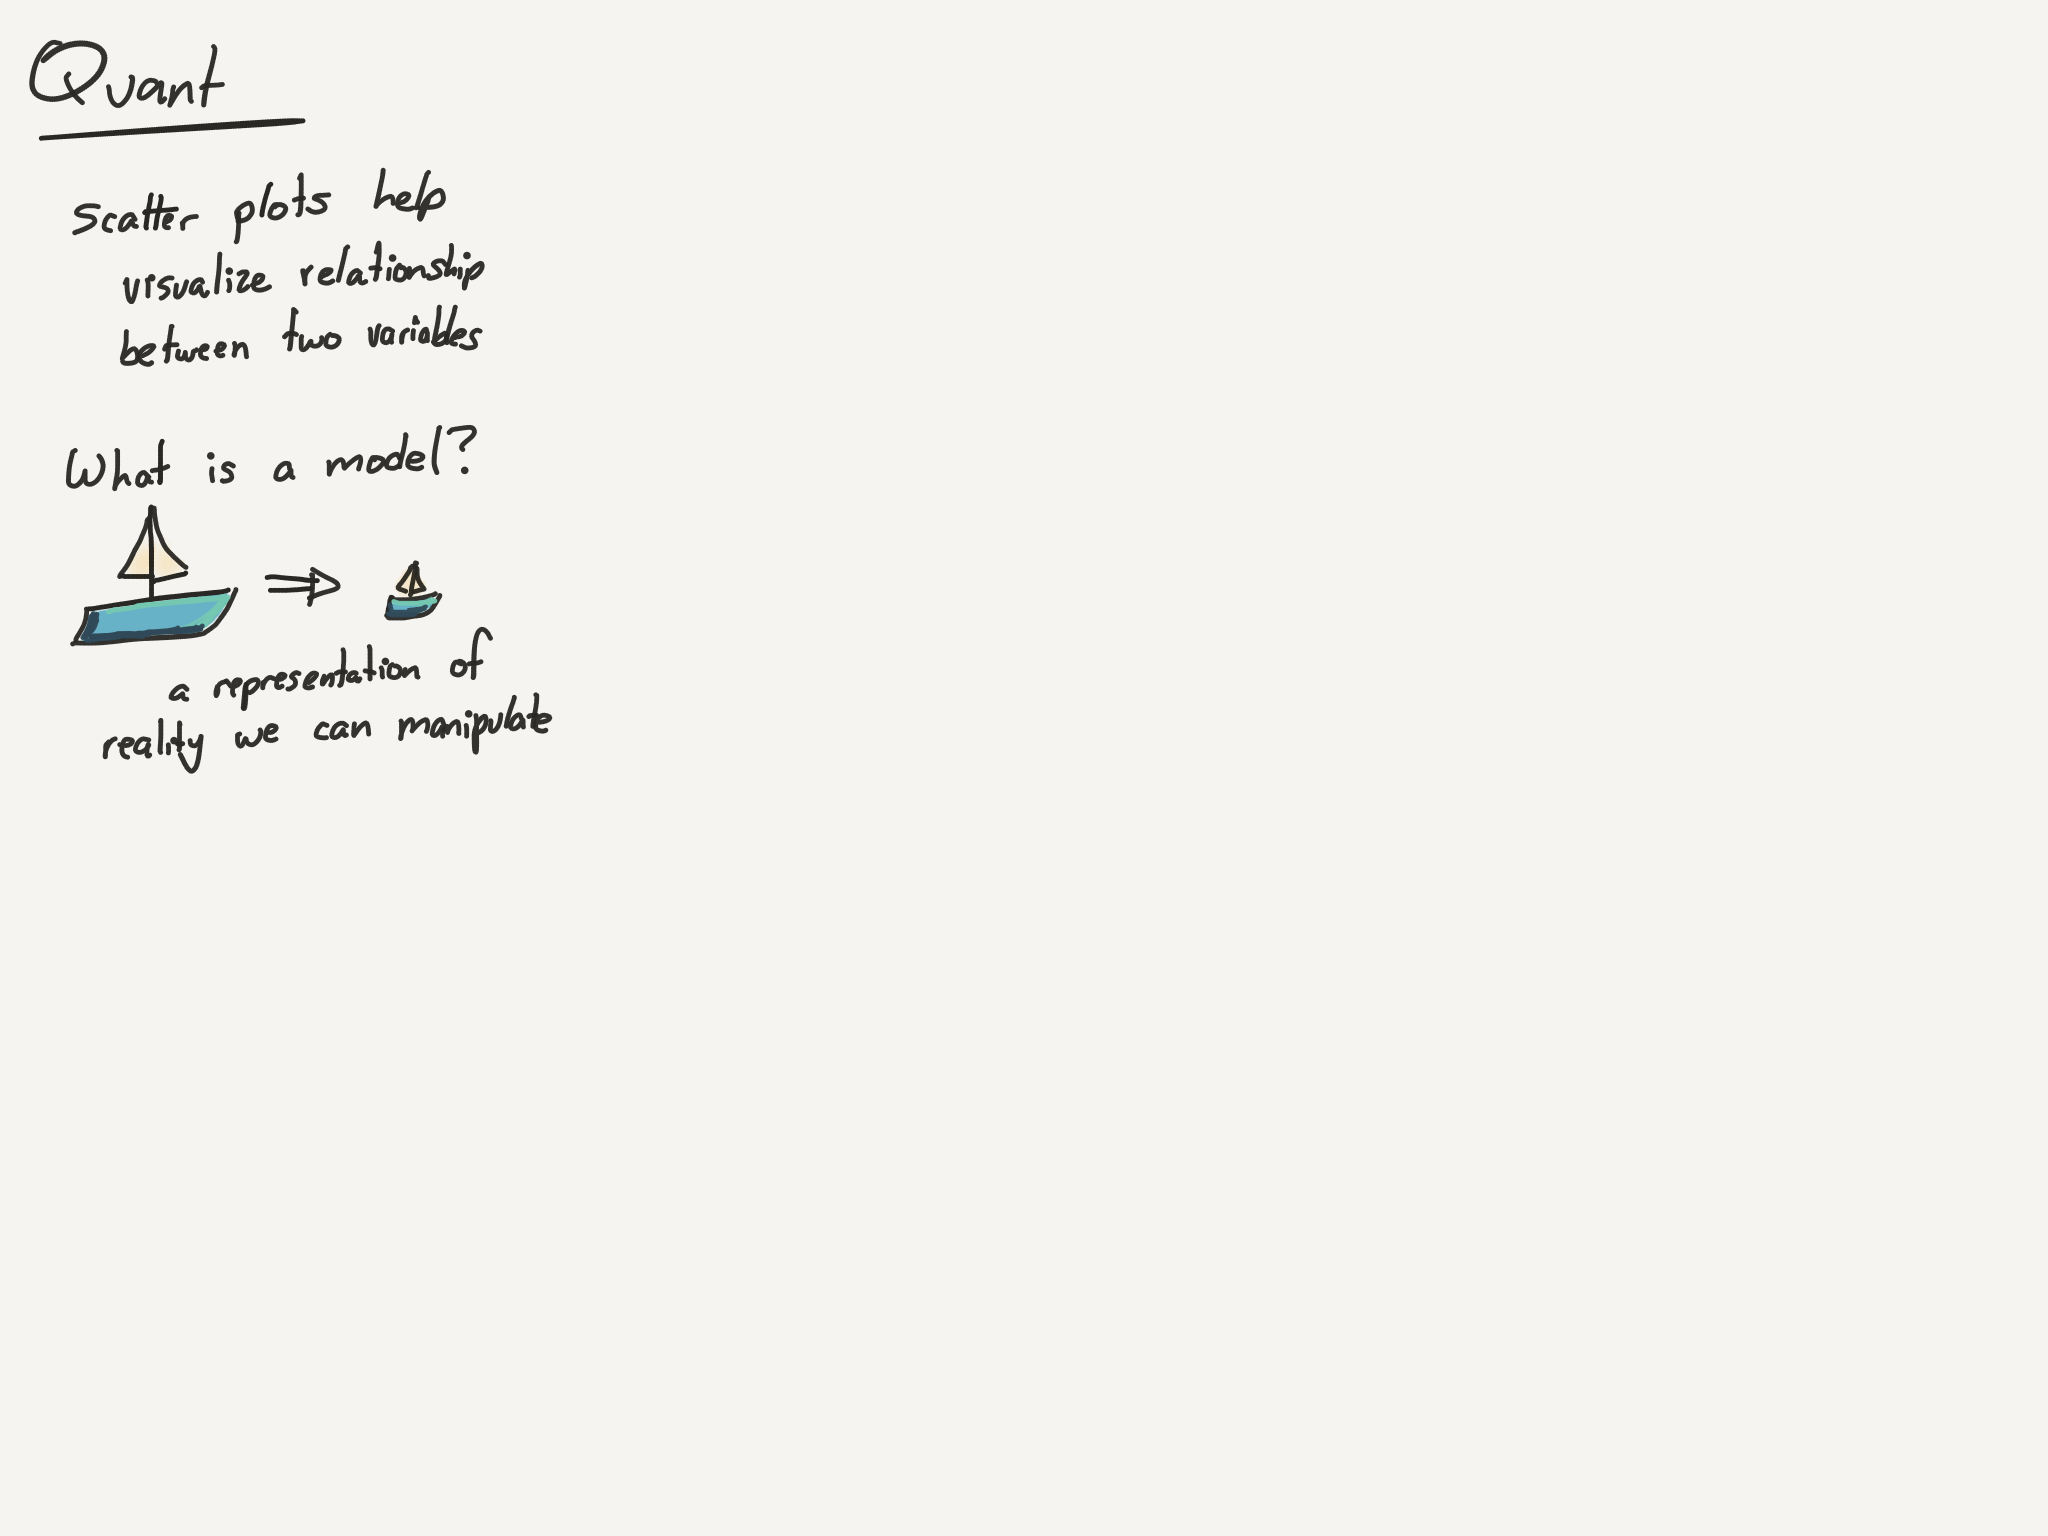 Quant
Scatter plots help
visualize relationship
between two variables
What is a model?
a representation of
reality we can manipulate